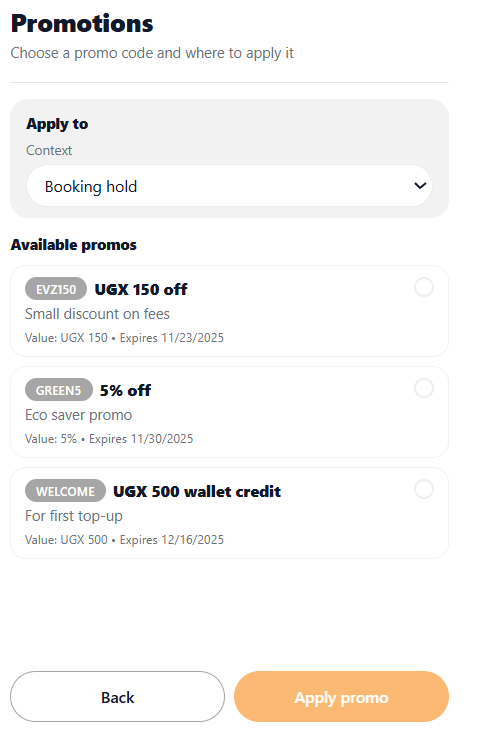 Promotions
Choose a promo code and where to apply it
Apply to
Context
Booking hold
Available promos
EVZ150 UGX 150 off
Small discount on fees
Value: UGX 150 • Expires 11/23/2025
GREEN5 5% off
Eco saver promo
Value: 5% • Expires 11/30/2025
WELCOME UGX 500 wallet credit
For first top-up
Value: UGX 500 • Expires 12/16/2025
Back Apply promo